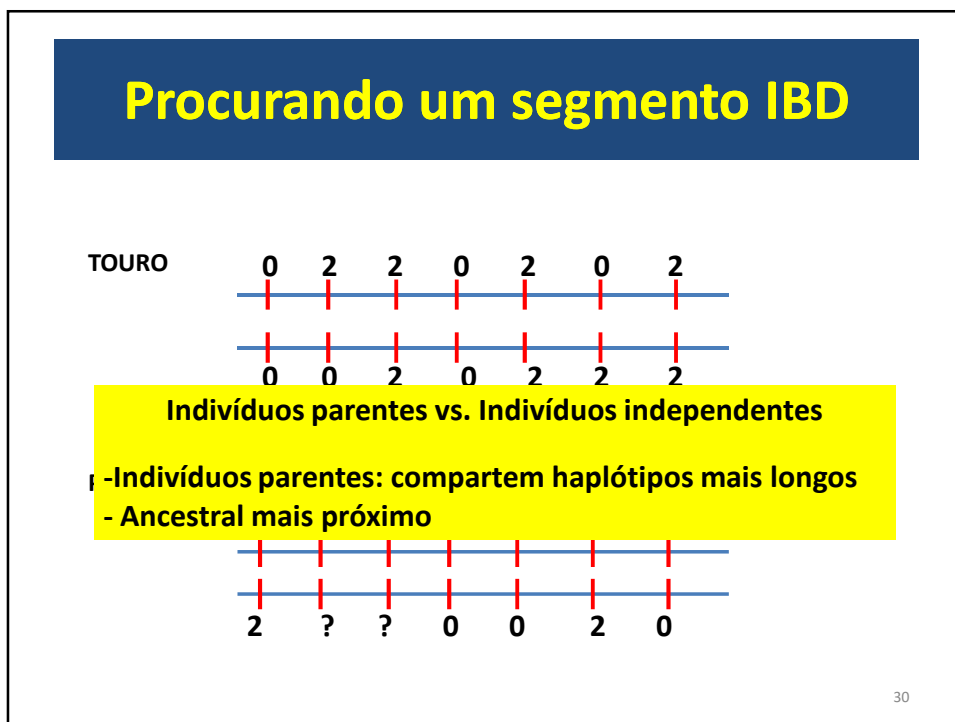 Procurando um segmento IBD
TOURO 0 2 2 0 2 0 2
0 0 2 0 2 2 2
Indivíduos parentes vs. Indivíduos independentes
-Indivíduos parentes: compartem haplótipos mais longos
- Ancestral mais próximo
2 ? ? 0 0 2 0
30